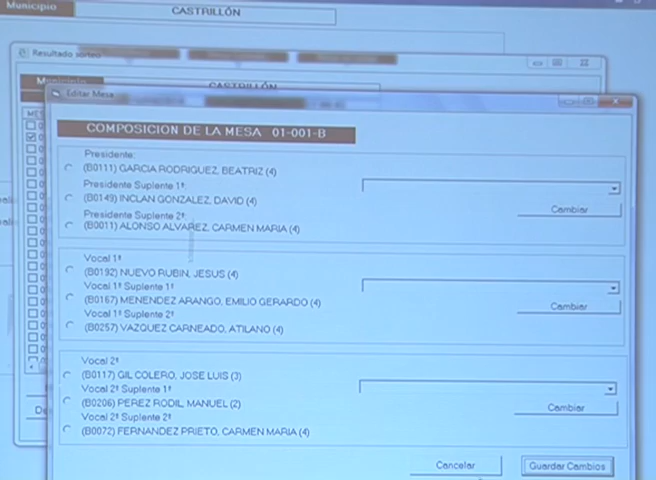 Municipio
CASTRILLÓN
Resultado sorteo
CASTRILLÓN
Editar Mesa
COMPOSICION DE LA MESA 01-001-B
Presidente:
(B0111) GARCIA RODRIGUEZ, BEATRIZ (4)
Presidente Suplente 1º:
(B0149) INCLAN GONZALEZ, DAVID (4)
Cambiar
Presidente Suplente 2º:
(B0011) ALONSO ALVAREZ, CARMEN MARIA (4)
Vocal 1º
(B0192) NUEVO RUBIN, JESUS (4)
Vocal 1º Suplente 1º
(B0167) MENENDEZ ARANGO, EMILIO GERARDO (4)
Cambiar
Vocal 1º Suplente 2º
(B0257) VAZQUEZ CARNEADO, ATILANO (4)
Vocal 2º
(B0117) GIL COLERO, JOSE LUIS (3)
Vocal 2º Suplente 1º
(B0206) PEREZ RODIL, MANUEL (2)
Cambiar
Vocal 2º Suplente 2º
(B0072) FERNANDEZ PRIETO, CARMEN MARIA (4)
Cancelar
Guardar Cambios